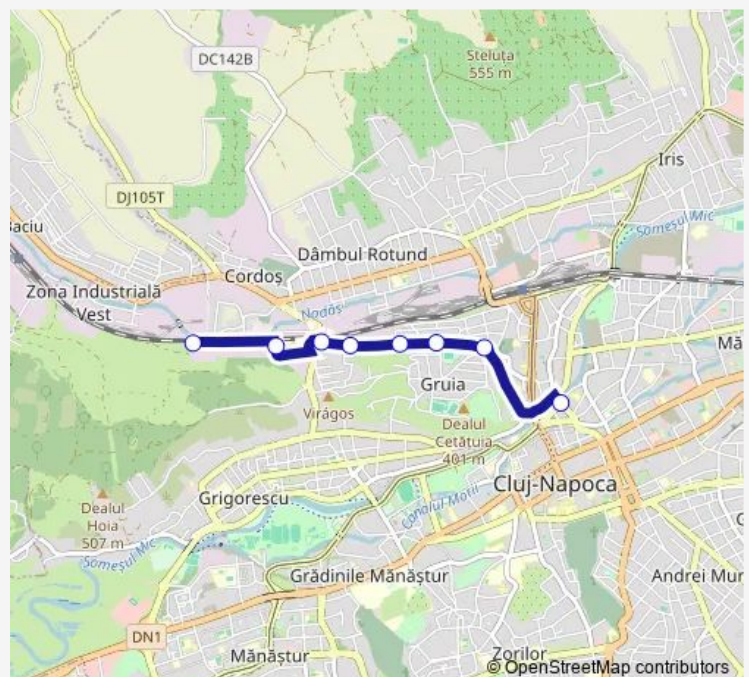 DC142B
Steluța
555 m
Iris
DJ105T
Someșul Mic
Baciu
Dâmbul Rotund
Cordoș
Zona Industrială
Vest
Nadăș
Gruia
Virágos
Dealul
Cetățuia
401 m
Cluj-Napoca
Grigorescu
Canalul Morii
Dealul
Hoia
507 m
Someșul Mic
Grădinile Mănăștur
Andrei Mur
DN1
Mănăștur
Zorilor
© OpenStreetMap contributors